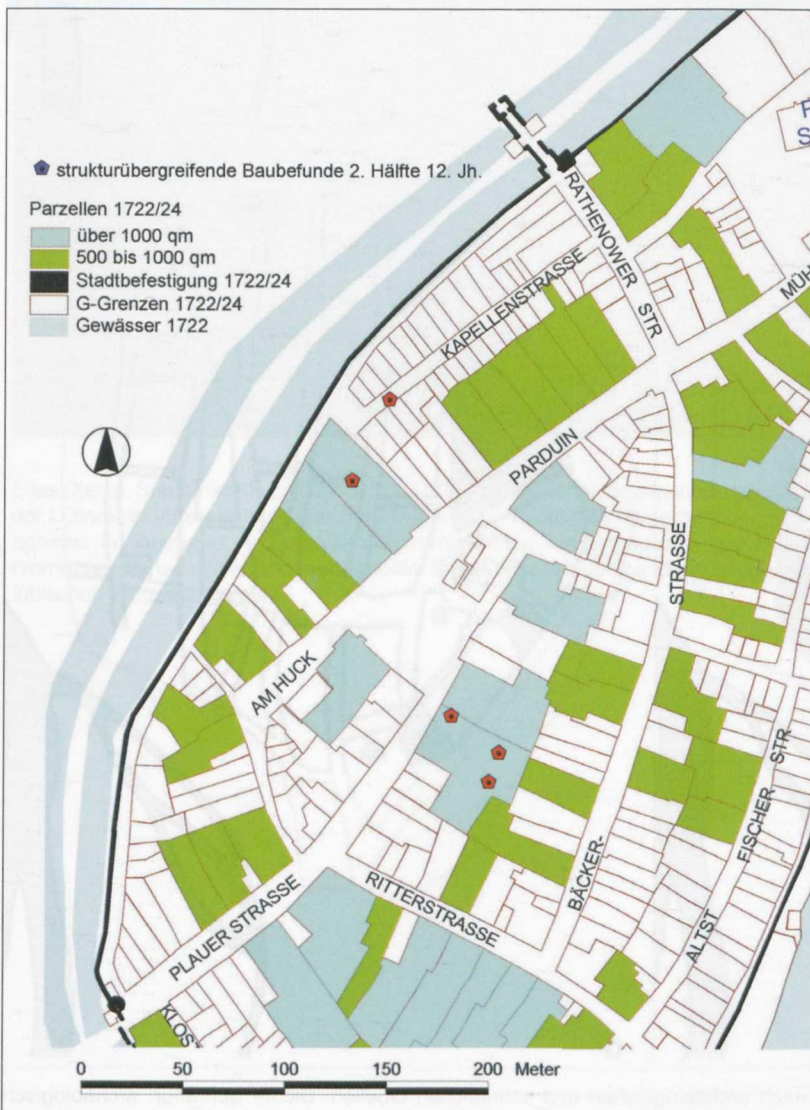 strukturübergreifende Baubefunde 2. Hälfte 12. Jh.
Parzellen 1722/24
über 1000 qm
500 bis 1000 qm
Stadtbefestigung 1722/24
G-Grenzen 1722/24
Gewässer 1722
RATHENOWER STR
KAPELLENSTRASSE
MÜH
PARDUIN
STRASSE
AM HUCK
FISCHER STR
BÄCKER-
RITTERSTRASSE
PLAUER STRASSE
ALTST
KLOS
0 50 100 150 200 Meter